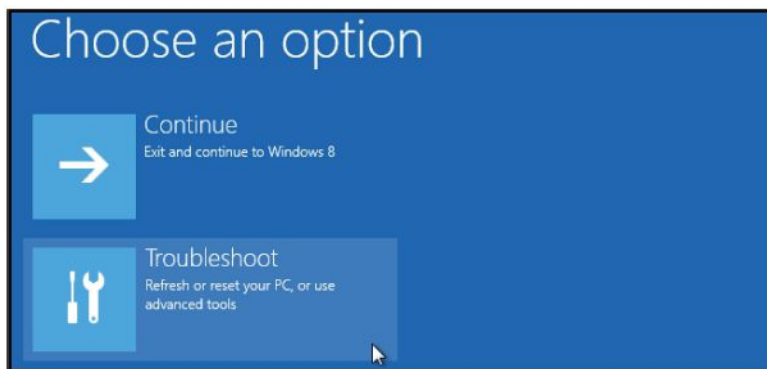 Choose an option
Continue
Exit and continue to Windows 8
Troubleshoot
Refresh or reset your PC, or use
advanced tools